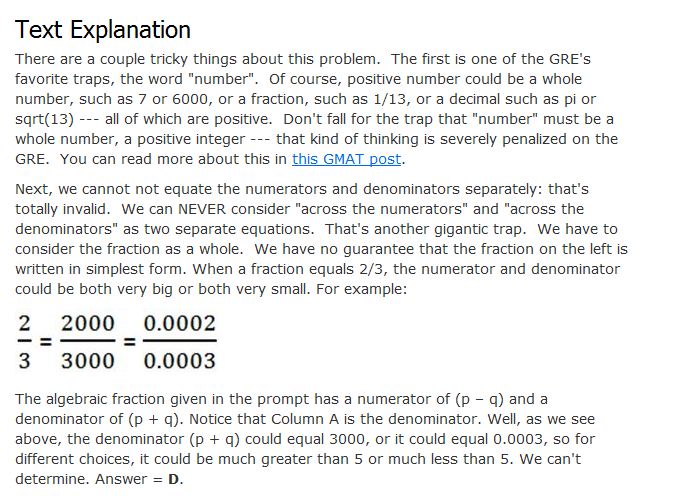 Text Explanation
There are a couple tricky things about this problem.  The first is one of the GRE's
favorite traps, the word "number".  Of course, positive number could be a whole
number, such as 7 or 6000, or a fraction, such as 1/13, or a decimal such as pi or
sqrt(13) --- all of which are positive.  Don't fall for the trap that "number" must be a
whole number, a positive integer --- that kind of thinking is severely penalized on the
GRE.  You can read more about this in this GMAT post.
Next, we cannot not equate the numerators and denominators separately: that's
totally invalid.  We can NEVER consider "across the numerators" and "across the
denominators" as two separate equations.  That's another gigantic trap.  We have to
consider the fraction as a whole.  We have no guarantee that the fraction on the left is
written in simplest form. When a fraction equals 2/3, the numerator and denominator
could be both very big or both very small. For example:
2/3 = 2000/3000 = 0.0002/0.0003
The algebraic fraction given in the prompt has a numerator of (p − q) and a
denominator of (p + q). Notice that Column A is the denominator. Well, as we see
above, the denominator (p + q) could equal 3000, or it could equal 0.0003, so for
different choices, it could be much greater than 5 or much less than 5. We can't
determine. Answer = D.